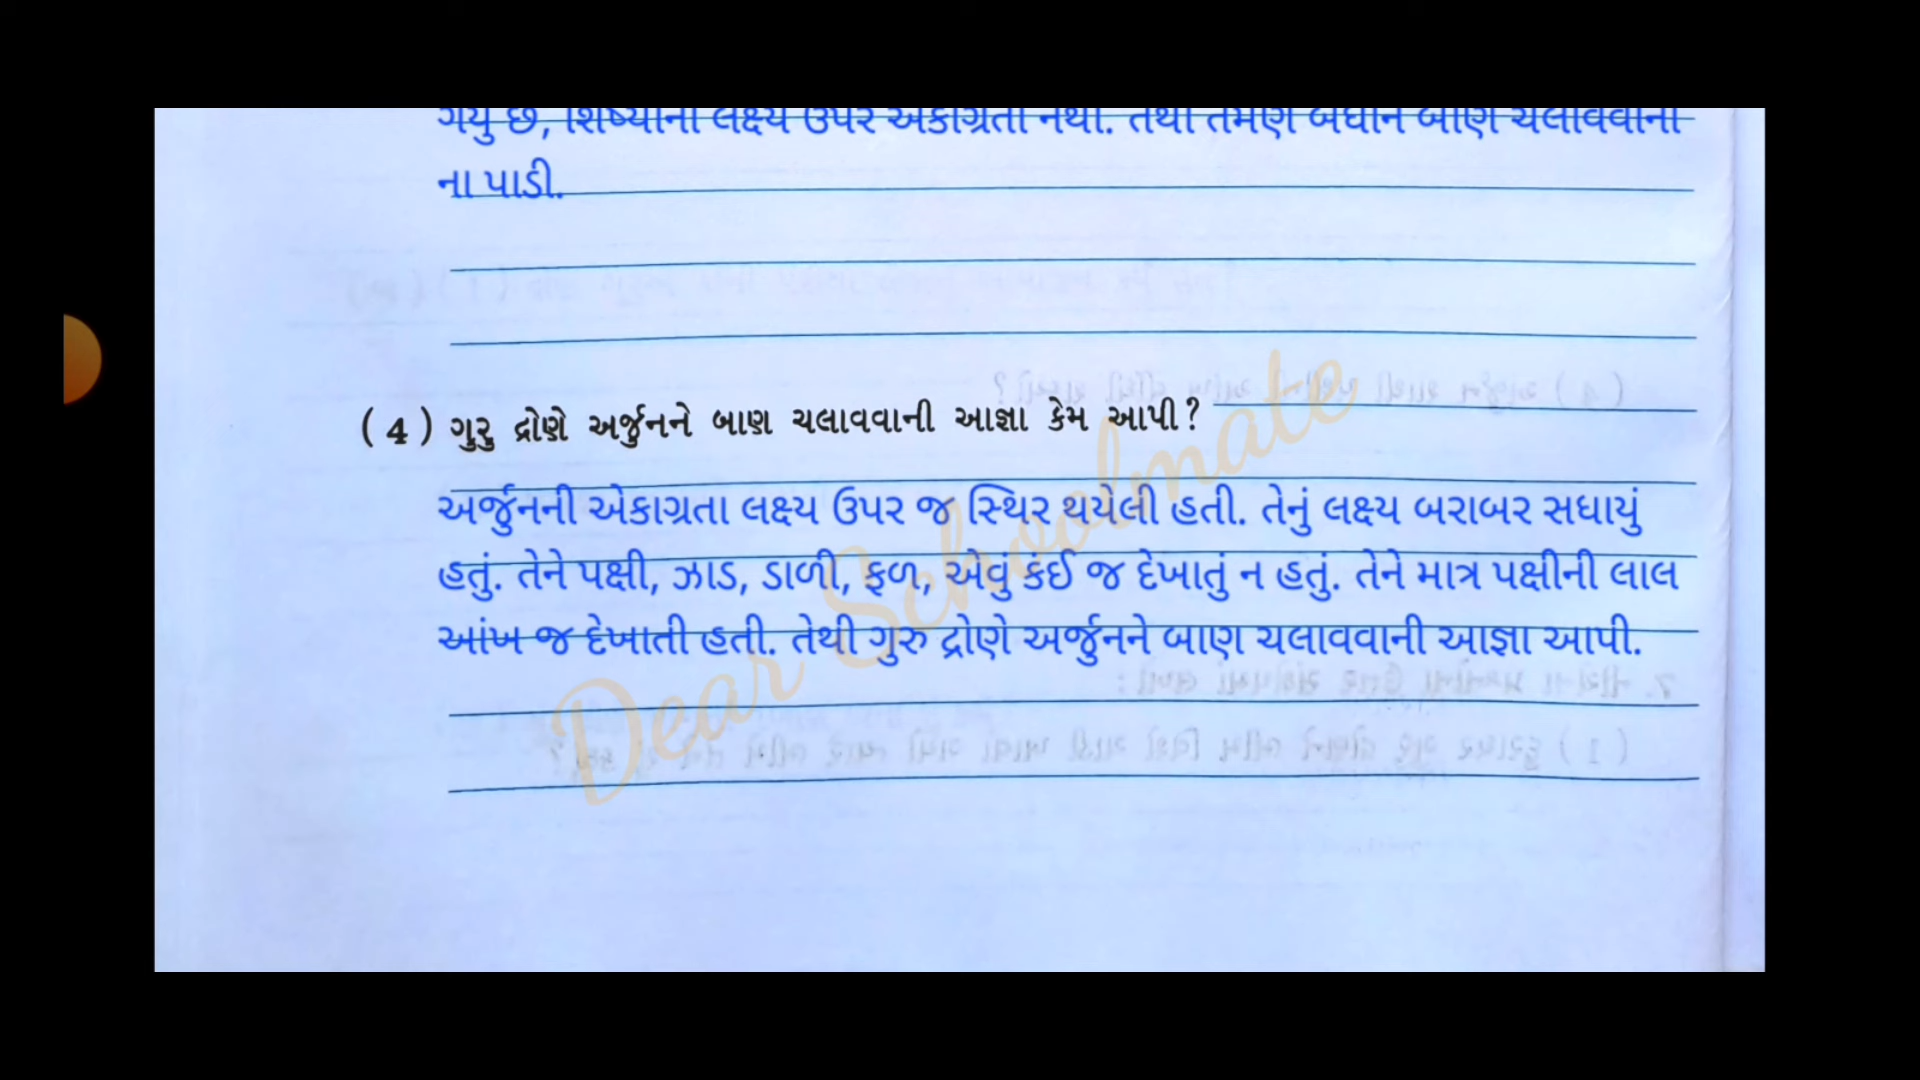 ગયું છે, શિષ્યોની લક્ષ્ય ઉપર એકાગ્રતા નથી. તેથી તેમણે બધાને બાણ ચલાવવાની
ના પાડી.
(4) ગુરુ દ્રોણે અર્જુનને બાણ ચલાવવાની આજ્ઞા કેમ આપી?
અર્જુનની એકાગ્રતા લક્ષ્ય ઉપર જ સ્થિર થયેલી હતી. તેનું લક્ષ્ય બરાબર સધાયું
હતું. તેને પક્ષી, ઝાડ, ડાળી, ફળ, એવું કંઈ જ દેખાતું ન હતું. તેને માત્ર પક્ષીની લાલ
આંખ જ દેખાતી હતી. તેથી ગુરુ દ્રોણે અર્જુનને બાણ ચલાવવાની આજ્ઞા આપી.
Dear Schoolmate